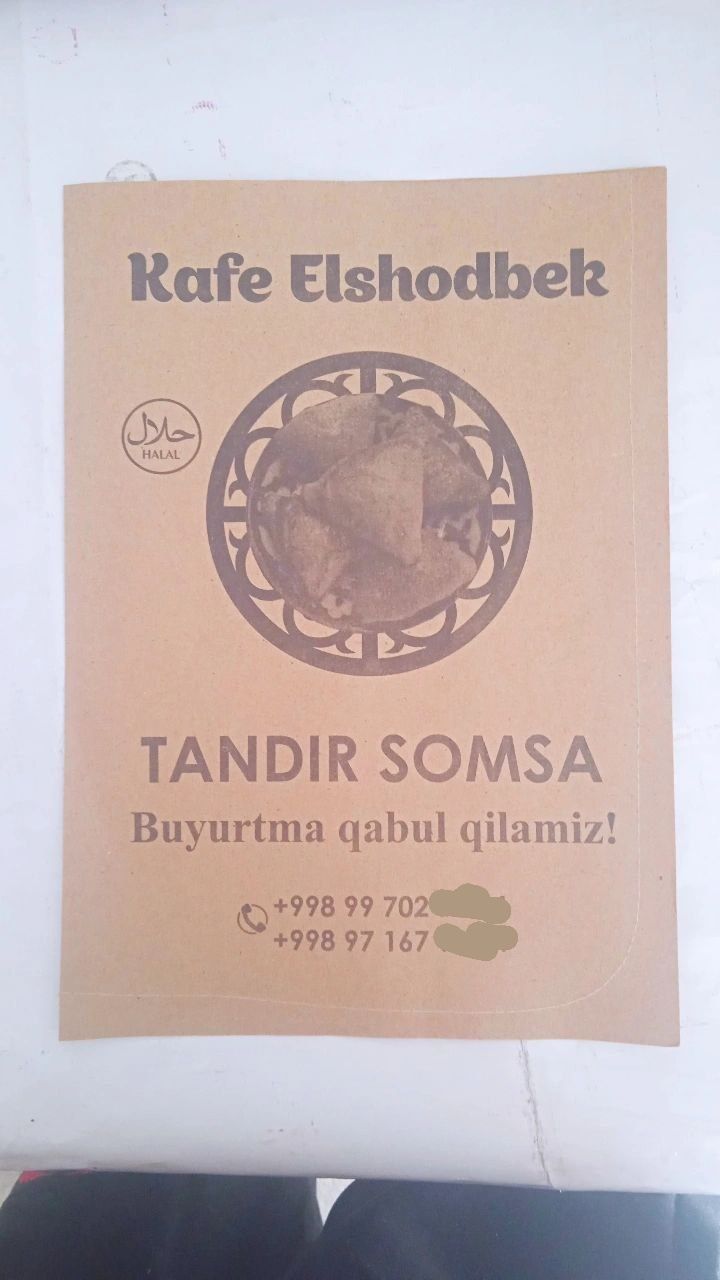 Kafe Elshodbek
حلال
HALAL
TANDIR SOMSA
Buyurtma qabul qilamiz!
+998 99 702
+998 97 167